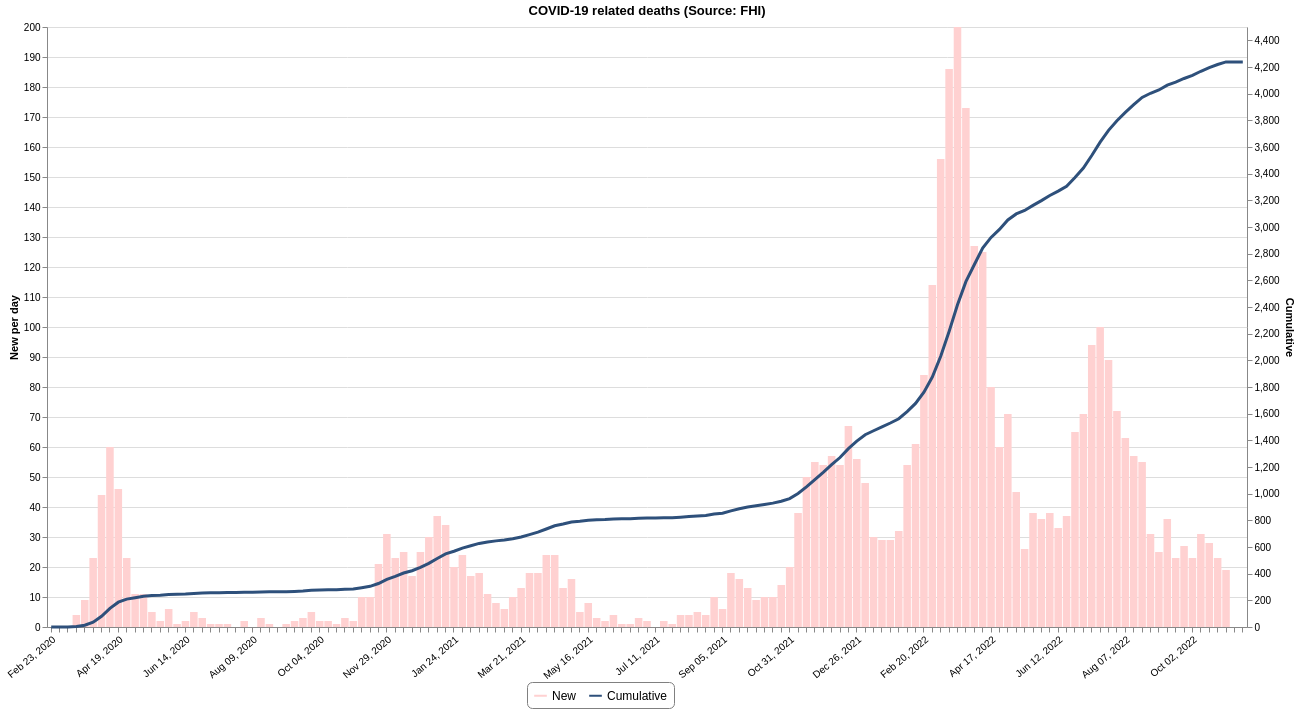 COVID-19 related deaths (Source: FHI)
200
190
180
170
160
150
140
130
120
110
100
90
80
70
60
50
40
30
20
10
0
New per day
4,400
4,200
4,000
3,800
3,600
3,400
3,200
3,000
2,800
2,600
2,400
2,200
2,000
1,800
1,600
1,400
1,200
1,000
800
600
400
200
0
Cumulative
Feb 23, 2020
Apr 19, 2020
Jun 14, 2020
Aug 09, 2020
Oct 04, 2020
Nov 29, 2020
Jan 24, 2021
Mar 21, 2021
May 16, 2021
Jul 11, 2021
Sep 05, 2021
Oct 31, 2021
Dec 26, 2021
Feb 20, 2022
Apr 17, 2022
Jun 12, 2022
Aug 07, 2022
Oct 02, 2022
New Cumulative